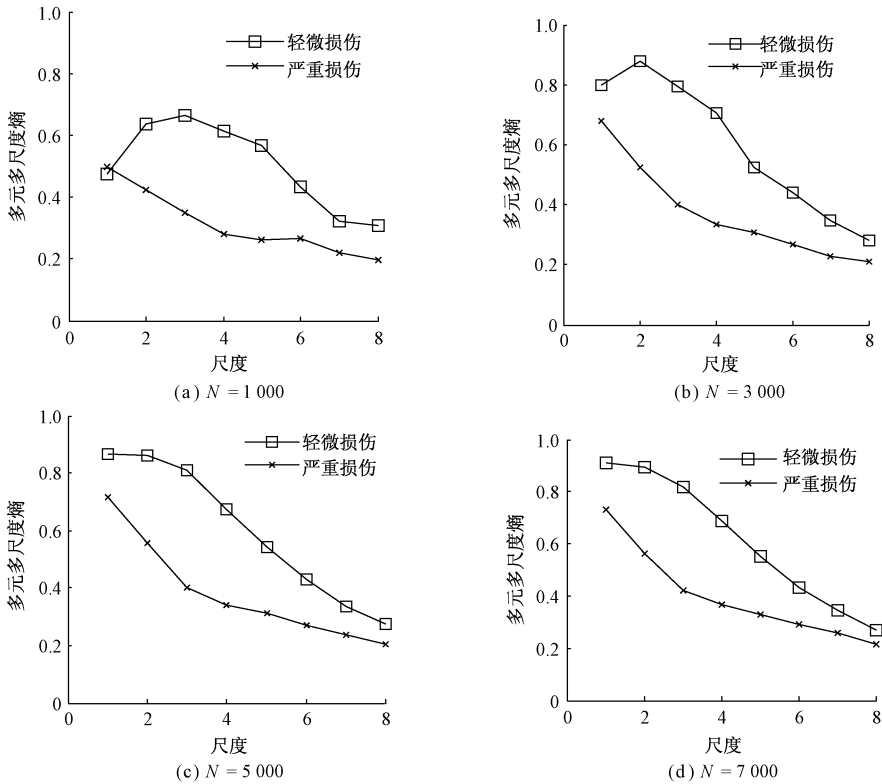 1.0
0.8
0.6
0.4
0.2
0
多元多尺度熵
轻微损伤
严重损伤
0 2 4 6 8
尺度
(a) N = 1 000
1.0
0.8
0.6
0.4
0.2
0
多元多尺度熵
轻微损伤
严重损伤
0 2 4 6 8
尺度
(b) N = 3 000
1.0
0.8
0.6
0.4
0.2
0
多元多尺度熵
轻微损伤
严重损伤
0 2 4 6 8
尺度
(c) N = 5 000
1.0
0.8
0.6
0.4
0.2
0
多元多尺度熵
轻微损伤
严重损伤
0 2 4 6 8
尺度
(d) N = 7 000